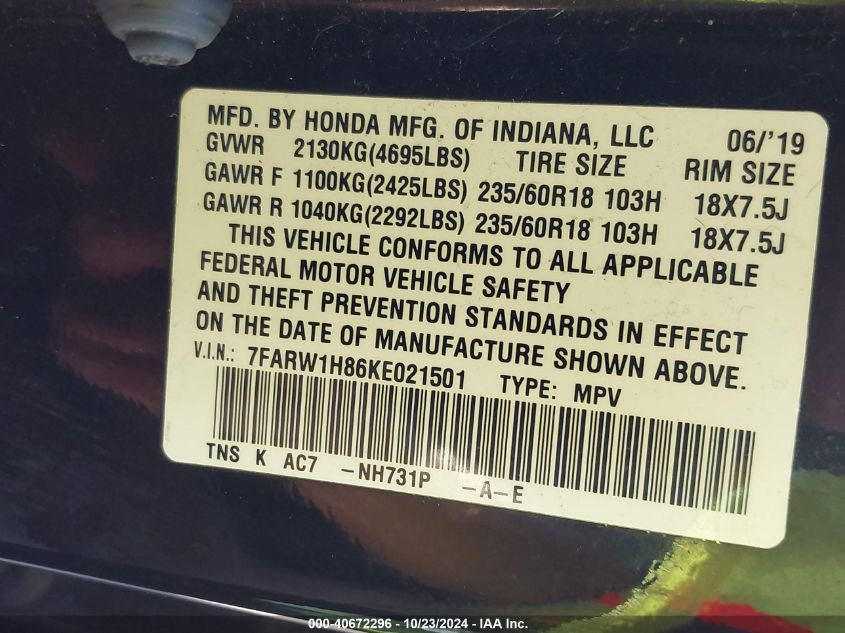 MFD. BY HONDA MFG. OF INDIANA, LLC 06/'19
GVWR 2130KG(4695LBS) TIRE SIZE RIM SIZE
GAWR F 1100KG(2425LBS) 235/60R18 103H 18X7.5J
GAWR R 1040KG(2292LBS) 235/60R18 103H 18X7.5J
THIS VEHICLE CONFORMS TO ALL APPLICABLE
FEDERAL MOTOR VEHICLE SAFETY
AND THEFT PREVENTION STANDARDS IN EFFECT
ON THE DATE OF MANUFACTURE SHOWN ABOVE.
V.I.N.: 7FARW1H86KE021501 TYPE: MPV
TNS K AC7 -NH731P -A-E
000-40672296 - 10/23/2024 - IAA Inc.